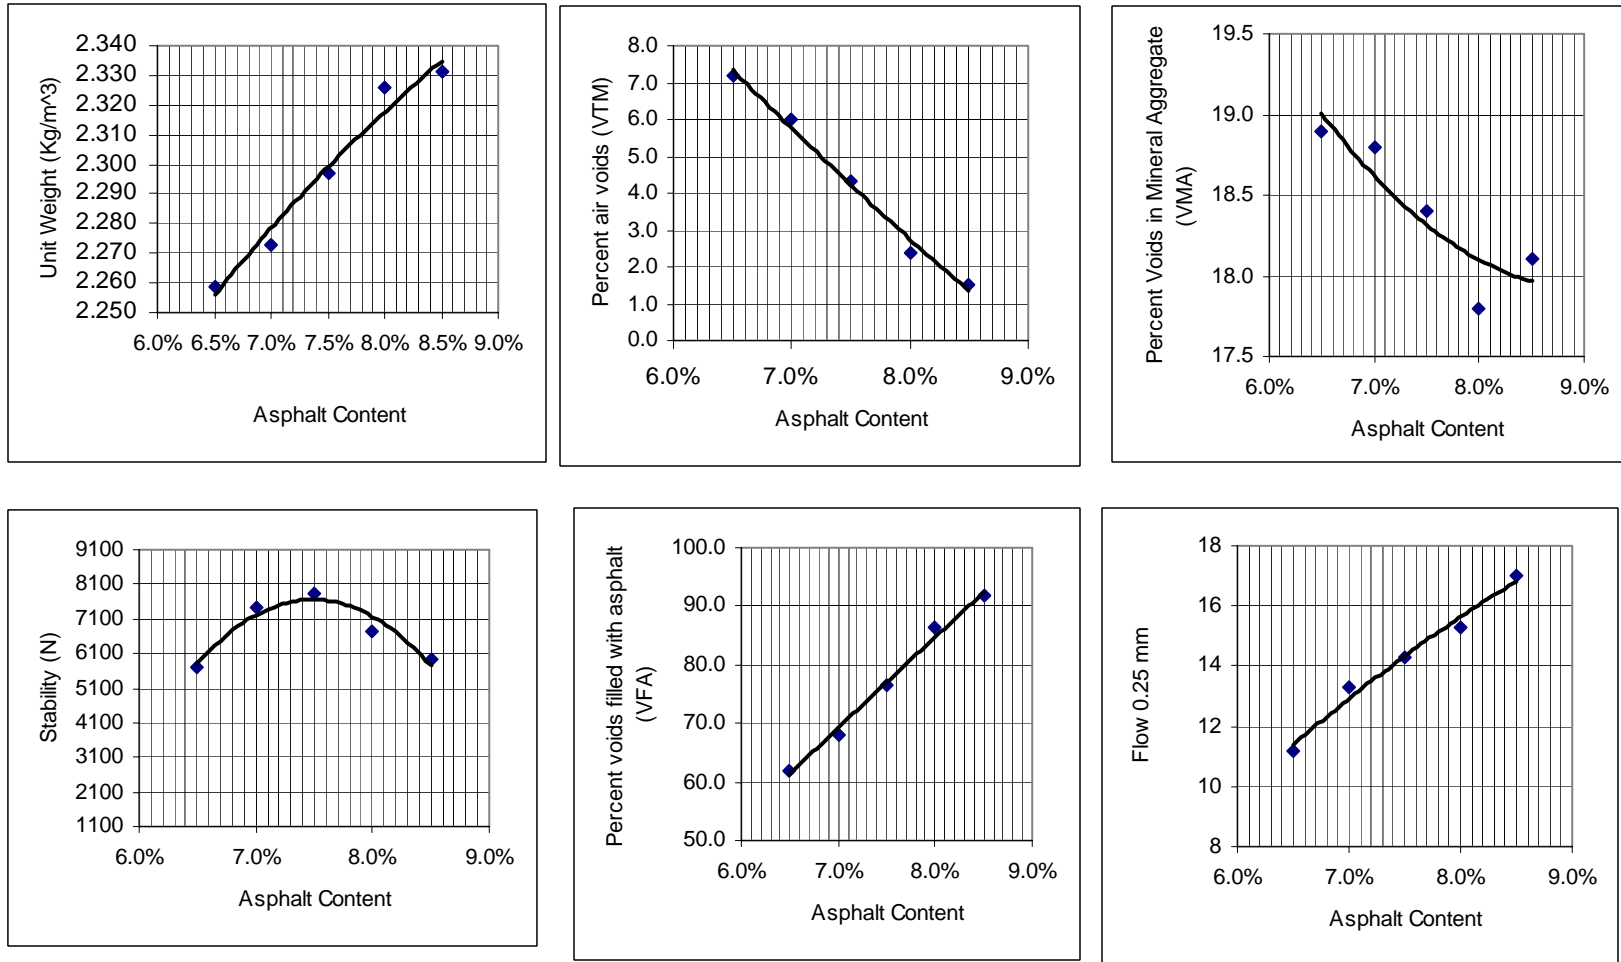 Unit Weight (Kg/m^3)
2.340
2.330
2.320
2.310
2.300
2.290
2.280
2.270
2.260
2.250
6.0% 6.5% 7.0% 7.5% 8.0% 8.5% 9.0%
Asphalt Content
Percent air voids (VTM)
8.0
7.0
6.0
5.0
4.0
3.0
2.0
1.0
0.0
6.0% 7.0% 8.0% 9.0%
Asphalt Content
Percent Voids in Mineral Aggregate
(VMA)
19.5
19.0
18.5
18.0
17.5
6.0% 7.0% 8.0% 9.0%
Asphalt Content
Stability (N)
9100
8100
7100
6100
5100
4100
3100
2100
1100
6.0% 7.0% 8.0% 9.0%
Asphalt Content
Percent voids filled with asphalt
(VFA)
100.0
90.0
80.0
70.0
60.0
50.0
6.0% 7.0% 8.0% 9.0%
Asphalt Content
Flow 0.25 mm
18
16
14
12
10
8
6.0% 7.0% 8.0% 9.0%
Asphalt Content